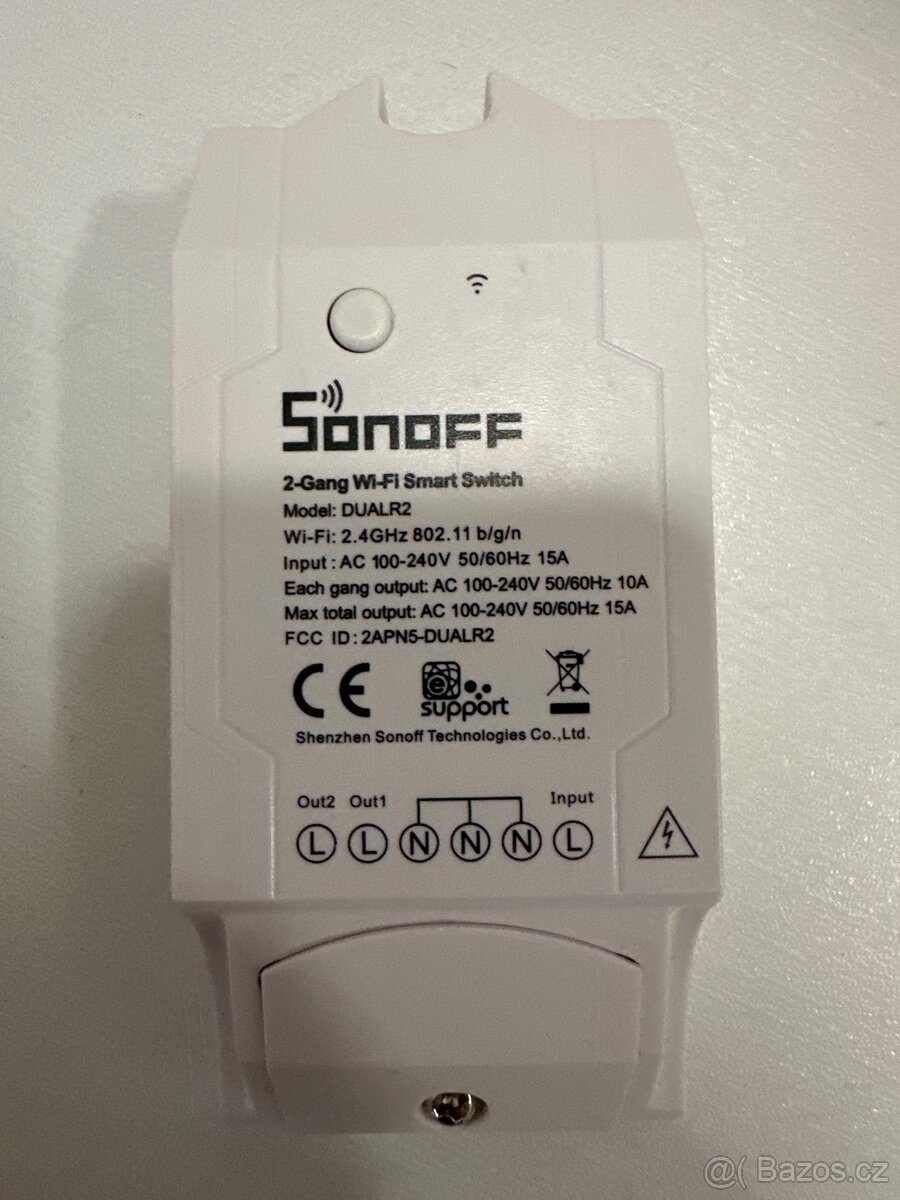 SONOFF
2-Gang Wi-Fi Smart Switch
Model: DUALR2
Wi-Fi: 2.4GHz 802.11 b/g/n
Input : AC 100-240V 50/60Hz 15A
Each gang output: AC 100-240V 50/60Hz 10A
Max total output: AC 100-240V 50/60Hz 15A
FCC ID : 2APN5-DUALR2
CE e support
Shenzhen Sonoff Technologies Co.,Ltd.
Out2 Out1 Input
L L N N N L
@( Bazos.cz